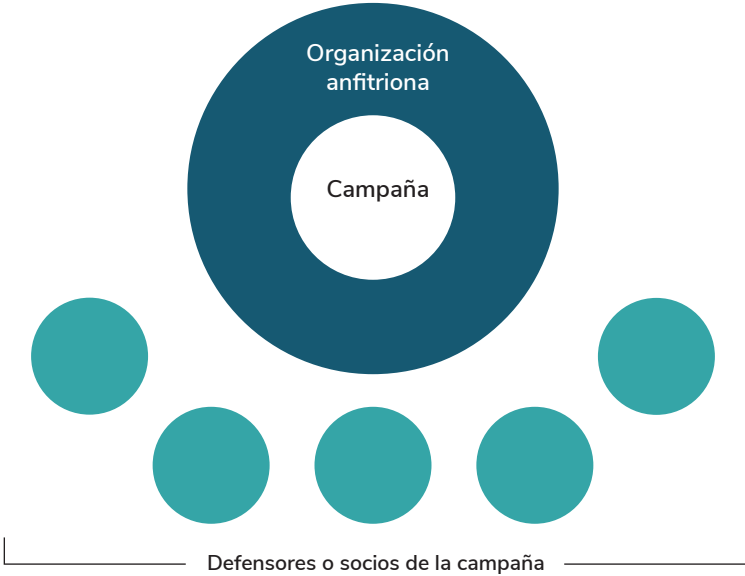 Organización
anfitriona
Campaña
Defensores o socios de la campaña